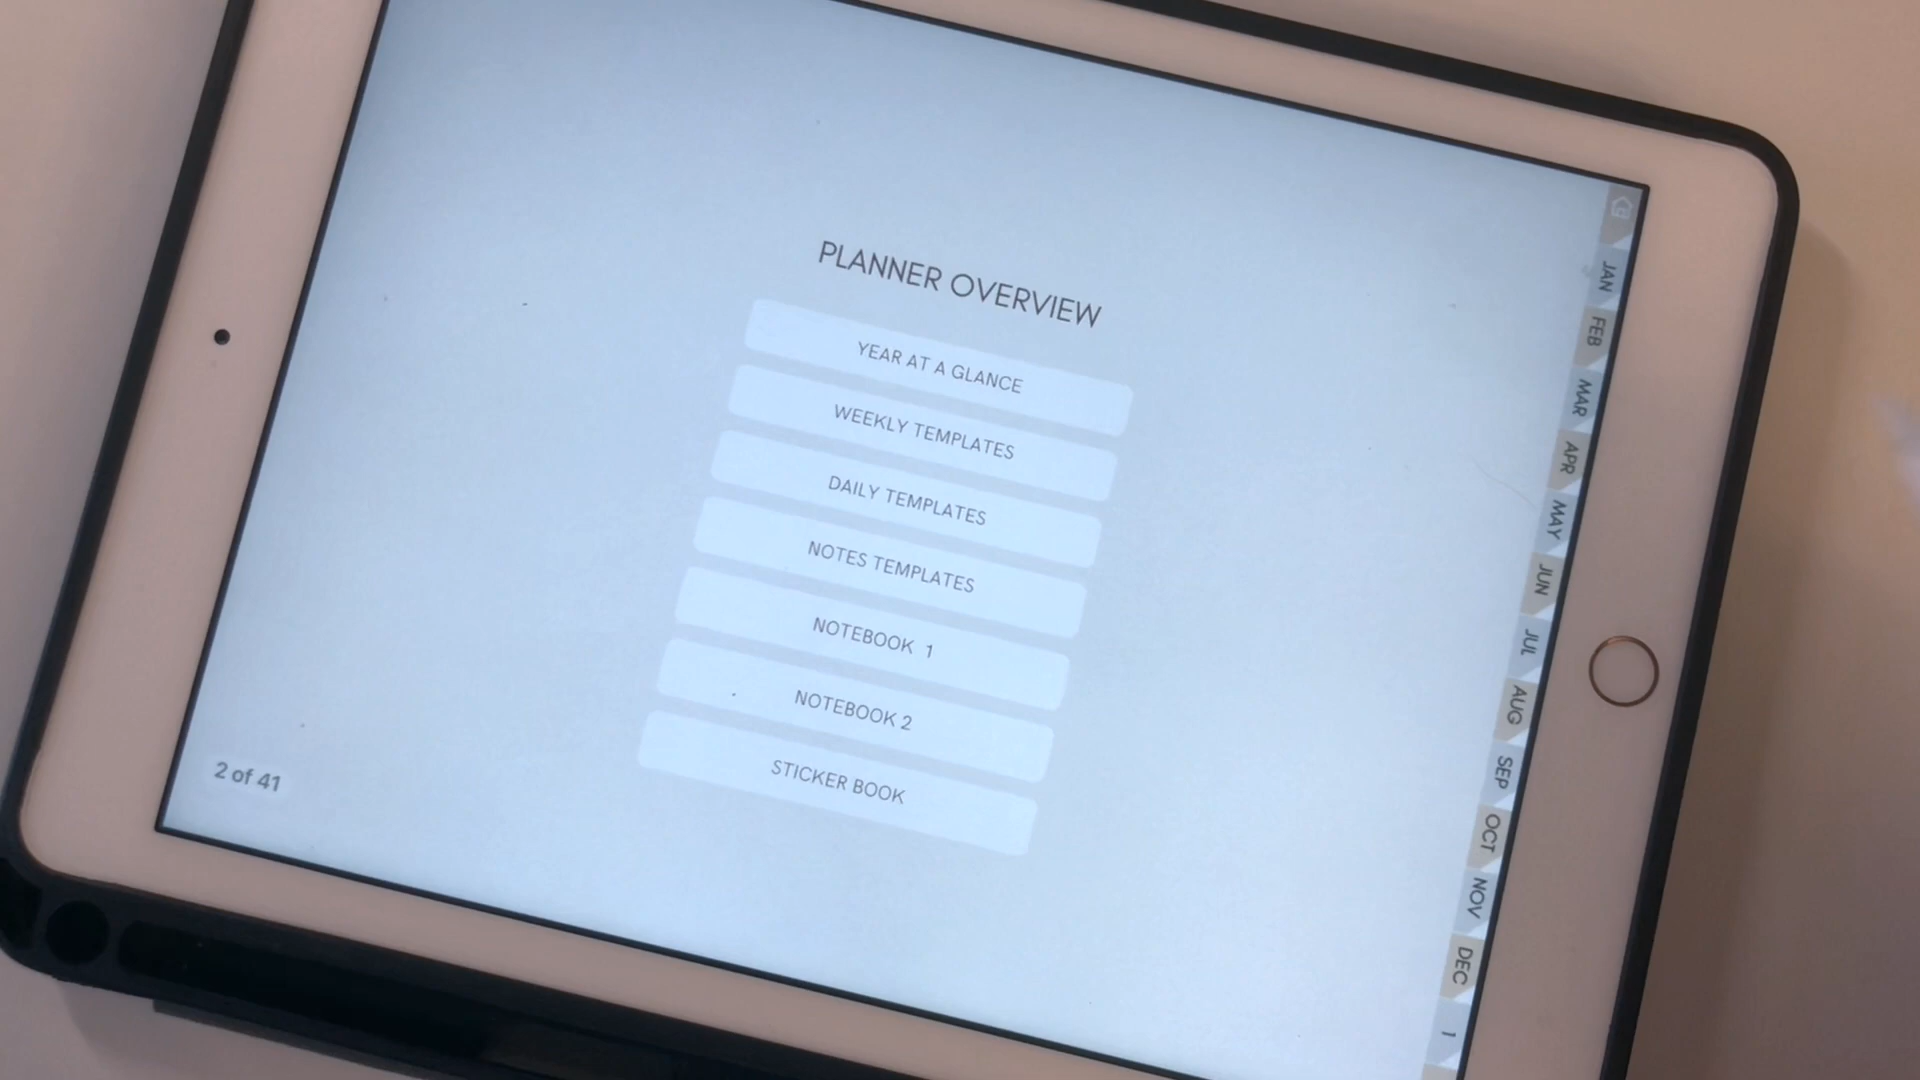 PLANNER OVERVIEW
YEAR AT A GLANCE
WEEKLY TEMPLATES
DAILY TEMPLATES
NOTES TEMPLATES
NOTEBOOK 1
NOTEBOOK 2
STICKER BOOK
2 of 41
JAN
FEB
MAR
APR
MAY
JUN
JUL
AUG
SEP
OCT
NOV
DEC
1